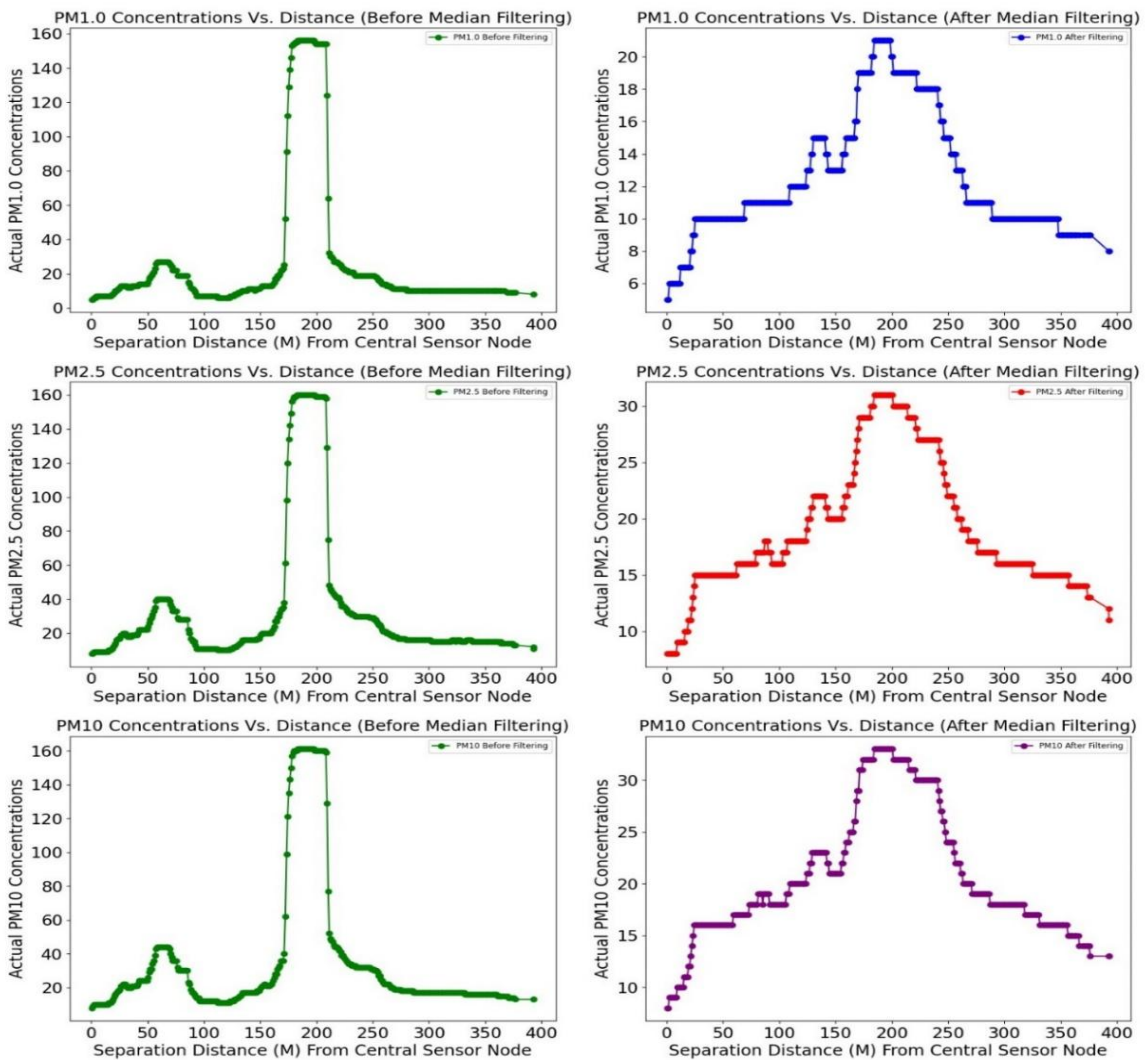 PM1.0 Concentrations Vs. Distance (Before Median Filtering)
PM1.0 Before Filtering
Actual PM1.0 Concentrations
160
140
120
100
80
60
40
20
0
0 50 100 150 200 250 300 350 400
Separation Distance (M) From Central Sensor Node
PM1.0 Concentrations Vs. Distance (After Median Filtering)
PM1.0 After Filtering
Actual PM1.0 Concentrations
20
18
16
14
12
10
8
6
0 50 100 150 200 250 300 350 400
Separation Distance (M) From Central Sensor Node
PM2.5 Concentrations Vs. Distance (Before Median Filtering)
PM2.5 Before Filtering
Actual PM2.5 Concentrations
160
140
120
100
80
60
40
20
0 50 100 150 200 250 300 350 400
Separation Distance (M) From Central Sensor Node
PM2.5 Concentrations Vs. Distance (After Median Filtering)
PM2.5 After Filtering
Actual PM2.5 Concentrations
30
25
20
15
10
0 50 100 150 200 250 300 350 400
Separation Distance (M) From Central Sensor Node
PM10 Concentrations Vs. Distance (Before Median Filtering)
PM10 Before Filtering
Actual PM10 Concentrations
160
140
120
100
80
60
40
20
0 50 100 150 200 250 300 350 400
Separation Distance (M) From Central Sensor Node
PM10 Concentrations Vs. Distance (After Median Filtering)
PM10 After Filtering
Actual PM10 Concentrations
30
25
20
15
10
0 50 100 150 200 250 300 350 400
Separation Distance (M) From Central Sensor Node